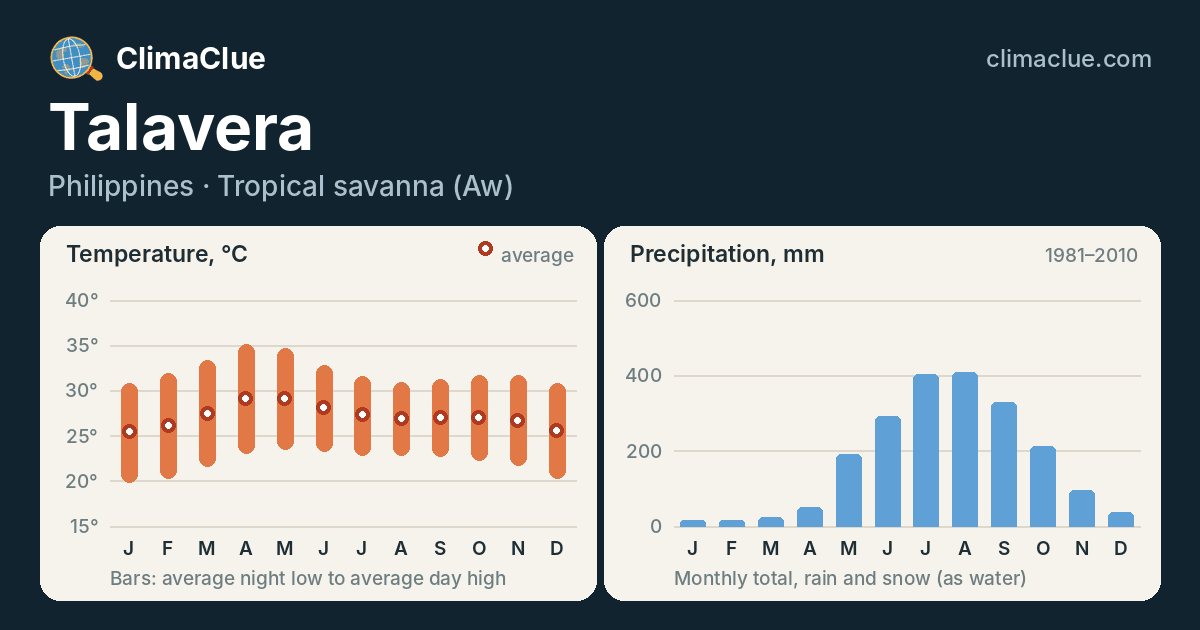 ClimaClue
climaclue.com
Talavera
Philippines · Tropical savanna (Aw)
Temperature, °C
average
40°
35°
30°
25°
20°
15°
J F M A M J J A S O N D
Bars: average night low to average day high
Precipitation, mm
1981–2010
600
400
200
0
J F M A M J J A S O N D
Monthly total, rain and snow (as water)